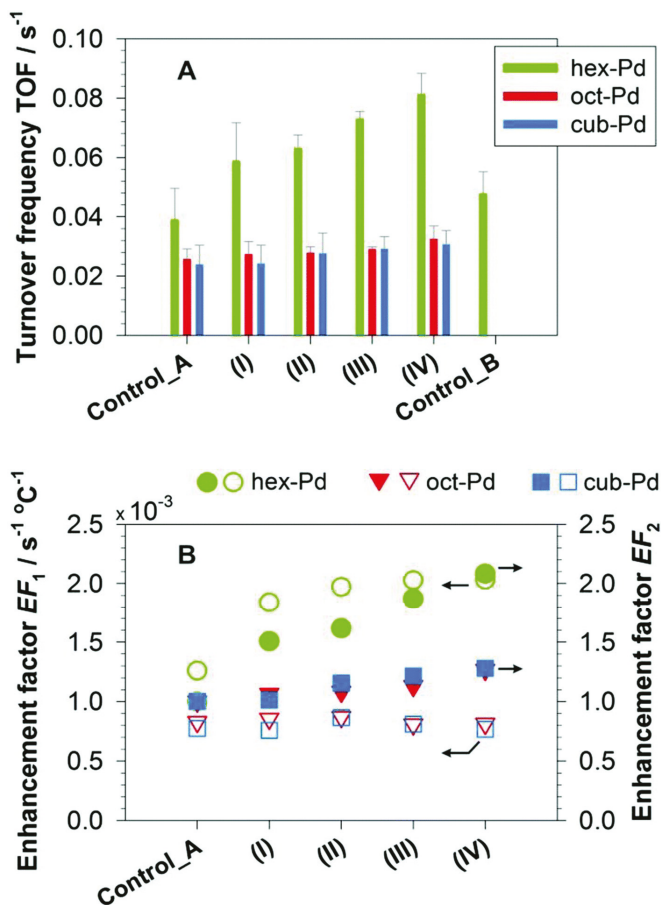 A
Turnover frequency TOF / s⁻¹
0.10
0.08
0.06
0.04
0.02
0.00
hex-Pd
oct-Pd
cub-Pd
Control_A
(I)
(II)
(III)
(IV)
Control_B
hex-Pd
oct-Pd
cub-Pd
x 10⁻³
B
Enhancement factor EF₁ / s⁻¹ °C⁻¹
2.5
2.0
1.5
1.0
0.5
0.0
2.5
2.0
1.5
1.0
0.5
0.0
Enhancement factor EF₂
Control_A
(I)
(II)
(III)
(IV)